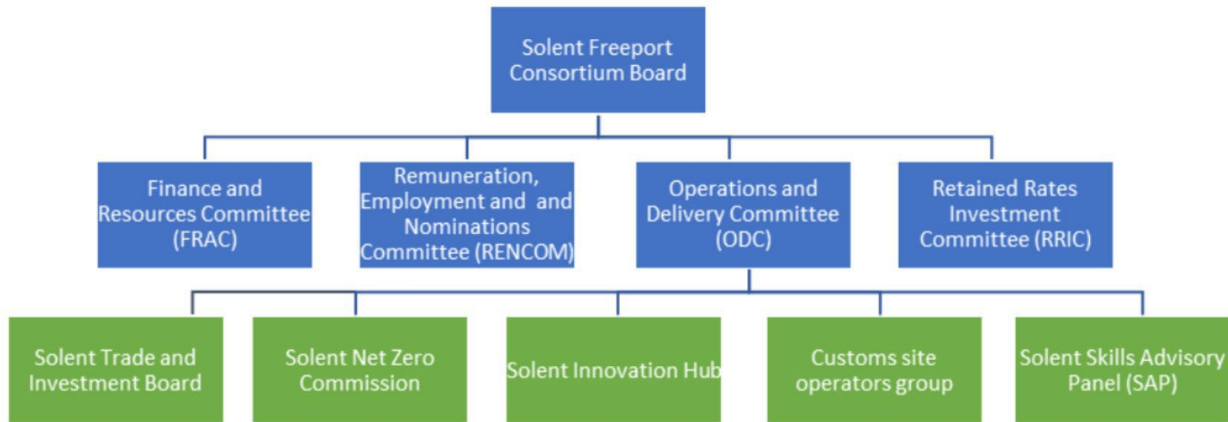 Solent Freeport
Consortium Board
Finance and
Resources Committee
(FRAC)
Remuneration,
Employment and and
Nominations
Committee (RENCOM)
Operations and
Delivery Committee
(ODC)
Retained Rates
Investment
Committee (RRIC)
Solent Trade and
Investment Board
Solent Net Zero
Commission
Solent Innovation Hub
Customs site
operators group
Solent Skills Advisory
Panel (SAP)